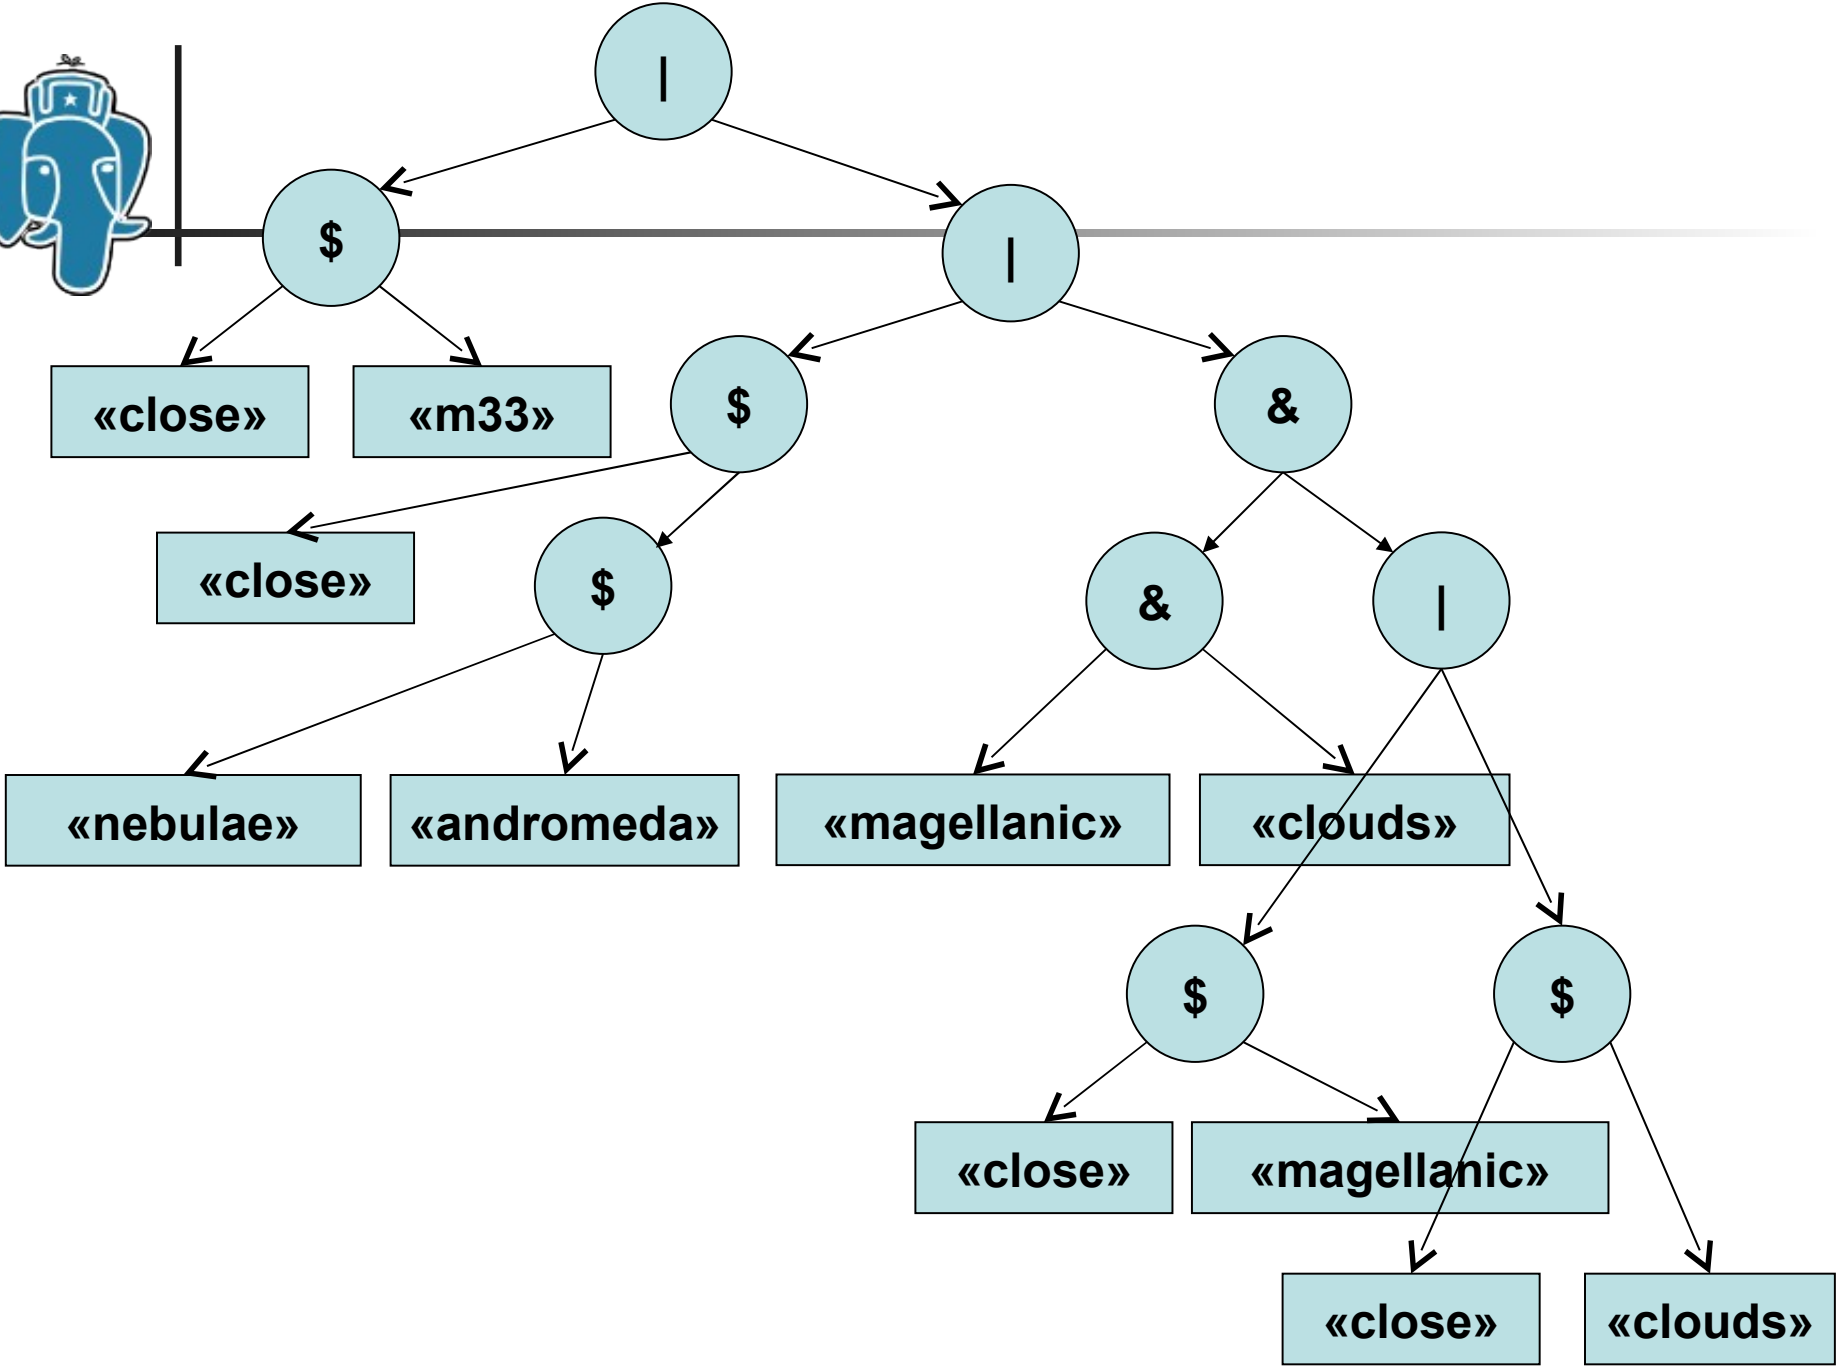 |
$
|
«close»
«m33»
$
&
«close»
$
&
|
«nebulae»
«andromeda»
«magellanic»
«clouds»
$
$
«close»
«magellanic»
«close»
«clouds»